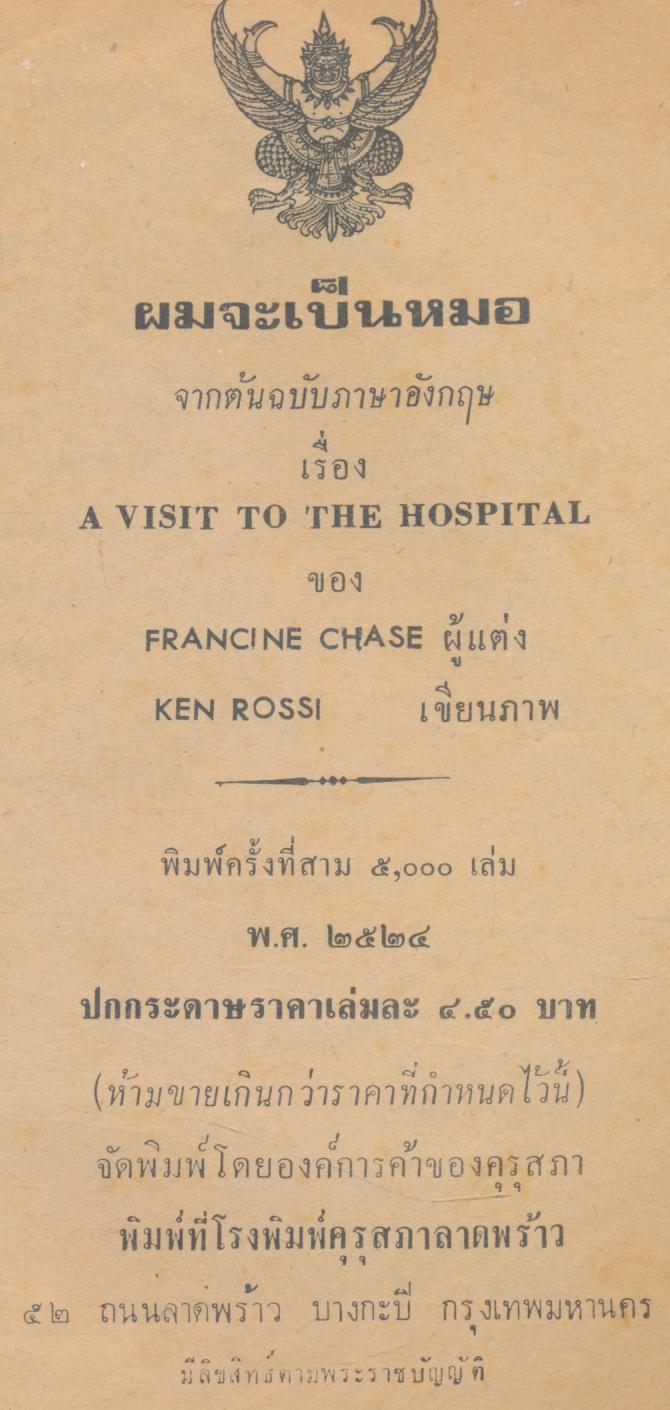 ผมจะเป็นหมอ
จากต้นฉบับภาษาอังกฤษ
เรื่อง
A VISIT TO THE HOSPITAL
ของ
FRANCINE CHASE ผู้แต่ง
KEN ROSSI เขียนภาพ
พิมพ์ครั้งที่สาม ๕,๐๐๐ เล่ม
พ.ศ. ๒๕๒๔
ปกกระดาษราคาเล่มละ ๔.๕๐ บาท
(ห้ามขายเกินกว่าราคาที่กำหนดไว้นี้)
จัดพิมพ์โดยองค์การค้าของคุรุสภา
พิมพ์ที่โรงพิมพ์คุรุสภาลาดพร้าว
๕๒ ถนนลาดพร้าว บางกะปี กรุงเทพมหานคร
มีลิขสิทธิ์ตามพระราชบัญญัติ